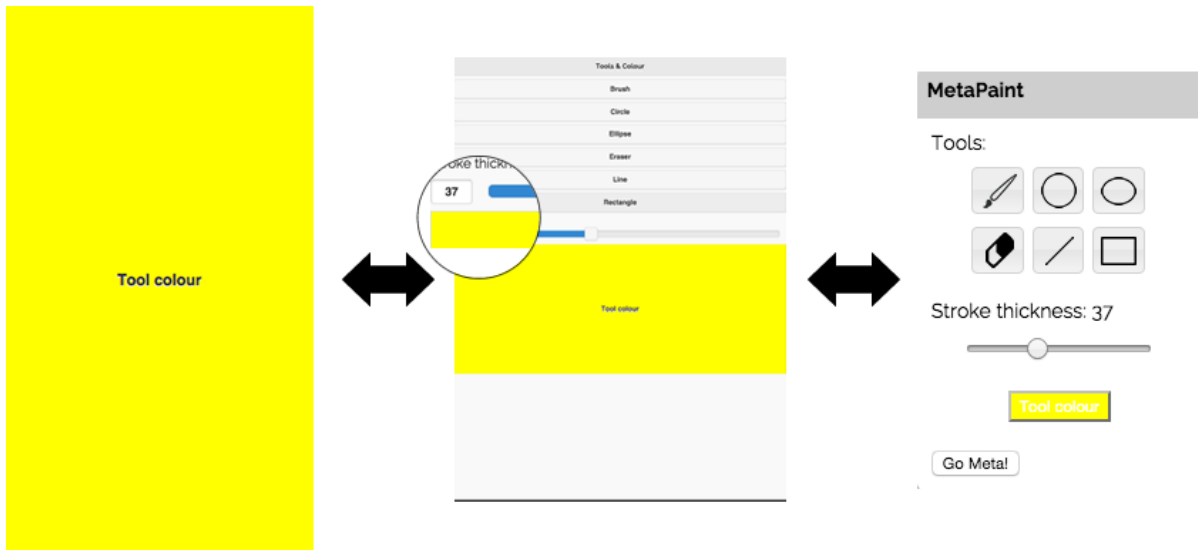 Tool colour
Tools & Colour
Brush
Circle
Ellipse
Eraser
Line
Rectangle
oke thickn
37
Tool colour
MetaPaint
Tools:
Stroke thickness: 37
Tool colour
Go Meta!